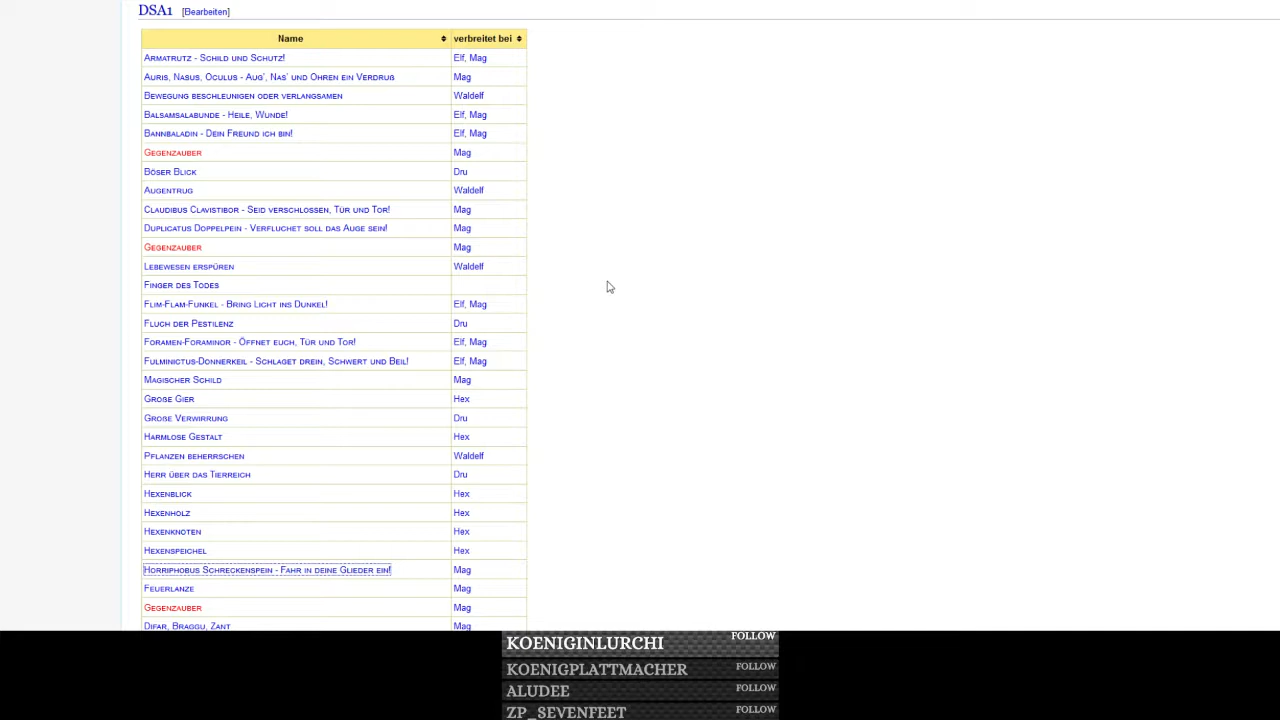 DSA1 [Bearbeiten]
Name verbreitet bei
Armatrutz - Schild und Schutz! Elf, Mag
Auris, Nasus, Oculus - Aug', Nas' und Ohren ein Verdruß Mag
Bewegung beschleunigen oder verlangsamen Waldelf
Balsamsalabunde - Heile, Wunde! Elf, Mag
Bannbaladin - Dein Freund ich bin! Elf, Mag
Gegenzauber Mag
Böser Blick Dru
Augentrug Waldelf
Claudibus Clavistibor - Seid verschlossen, Tür und Tor! Mag
Duplicatus Doppelpein - Verfluchet soll das Auge sein! Mag
Gegenzauber Mag
Lebewesen erspüren Waldelf
Finger des Todes
Flim-Flam-Funkel - Bring Licht ins Dunkel! Elf, Mag
Fluch der Pestilenz Dru
Foramen-Foraminor - Öffnet euch, Tür und Tor! Elf, Mag
Fulminictus-Donnerkeil - Schlaget drein, Schwert und Beil! Elf, Mag
Magischer Schild Mag
Große Gier Hex
Große Verwirrung Dru
Harmlose Gestalt Hex
Pflanzen beherrschen Waldelf
Herr über das Tierreich Dru
Hexenblick Hex
Hexenholz Hex
Hexenknoten Hex
Hexenspeichel Hex
Horriphobus Schreckenspein - Fahr in deine Glieder ein! Mag
Feuerlanze Mag
Gegenzauber Mag
Difar, Braggu, Zant Mag
KOENIGINLURCHI FOLLOW
KOENIGPLATTMACHER FOLLOW
ALUDEE FOLLOW
ZP_SEVENFEET FOLLOW